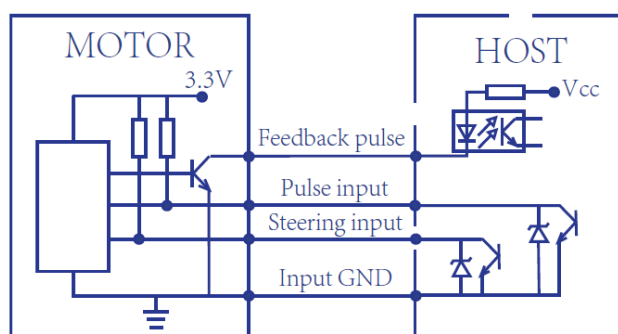 MOTOR
HOST
3.3V
Vcc
Feedback pulse
Pulse input
Steering input
Input GND